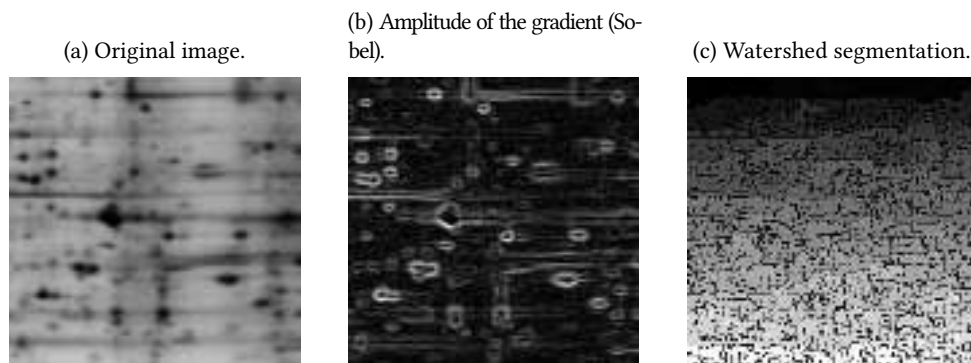 (a) Original image.
(b) Amplitude of the gradient (So-
bel).
(c) Watershed segmentation.